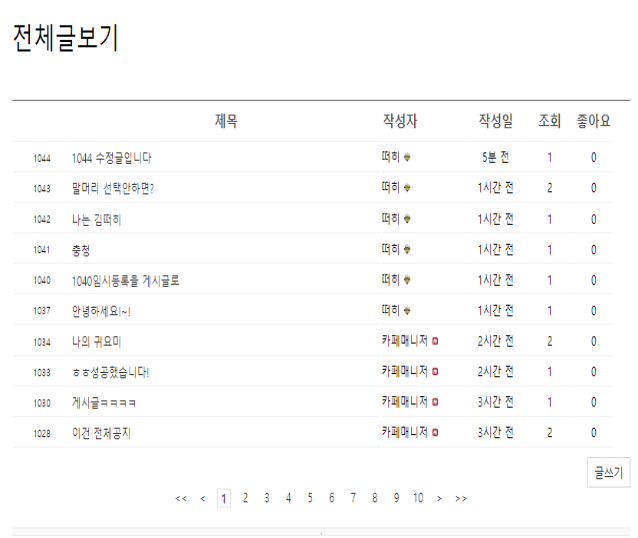 전체글보기
제목 작성자 작성일 조회 좋아요
1044 1044 수정글입니다 떠히 5분 전 1 0
1043 말머리 선택안하면? 떠히 1시간 전 2 0
1042 나는 김떠히 떠히 1시간 전 1 0
1041 충청 떠히 1시간 전 1 0
1040 1040임시등록을 게시글로 떠히 1시간 전 1 0
1037 안녕하세요!~! 떠히 1시간 전 1 0
1034 나의 귀요미 카페매니저 2시간 전 2 0
1033 ㅎㅎ성공했습니다! 카페매니저 2시간 전 1 0
1030 게시글ㅋㅋㅋㅋ 카페매니저 3시간 전 1 0
1028 이건 전체공지 카페매니저 3시간 전 2 0
글쓰기
<< < 1 2 3 4 5 6 7 8 9 10 > >>